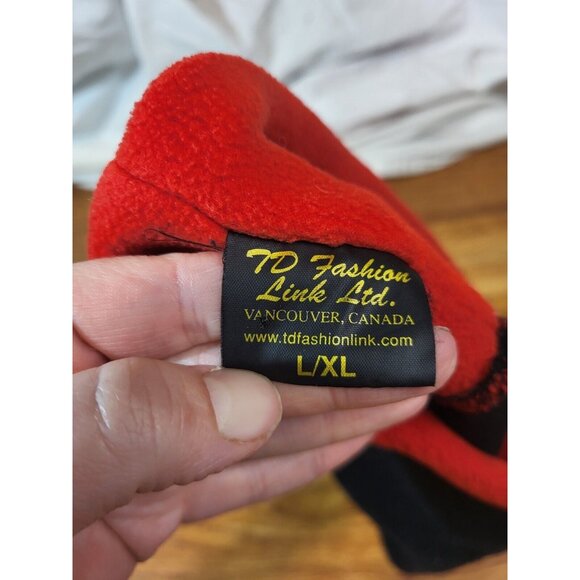 TD Fashion
Link Ltd.
VANCOUVER, CANADA
www.tdfashionlink.com
L/XL